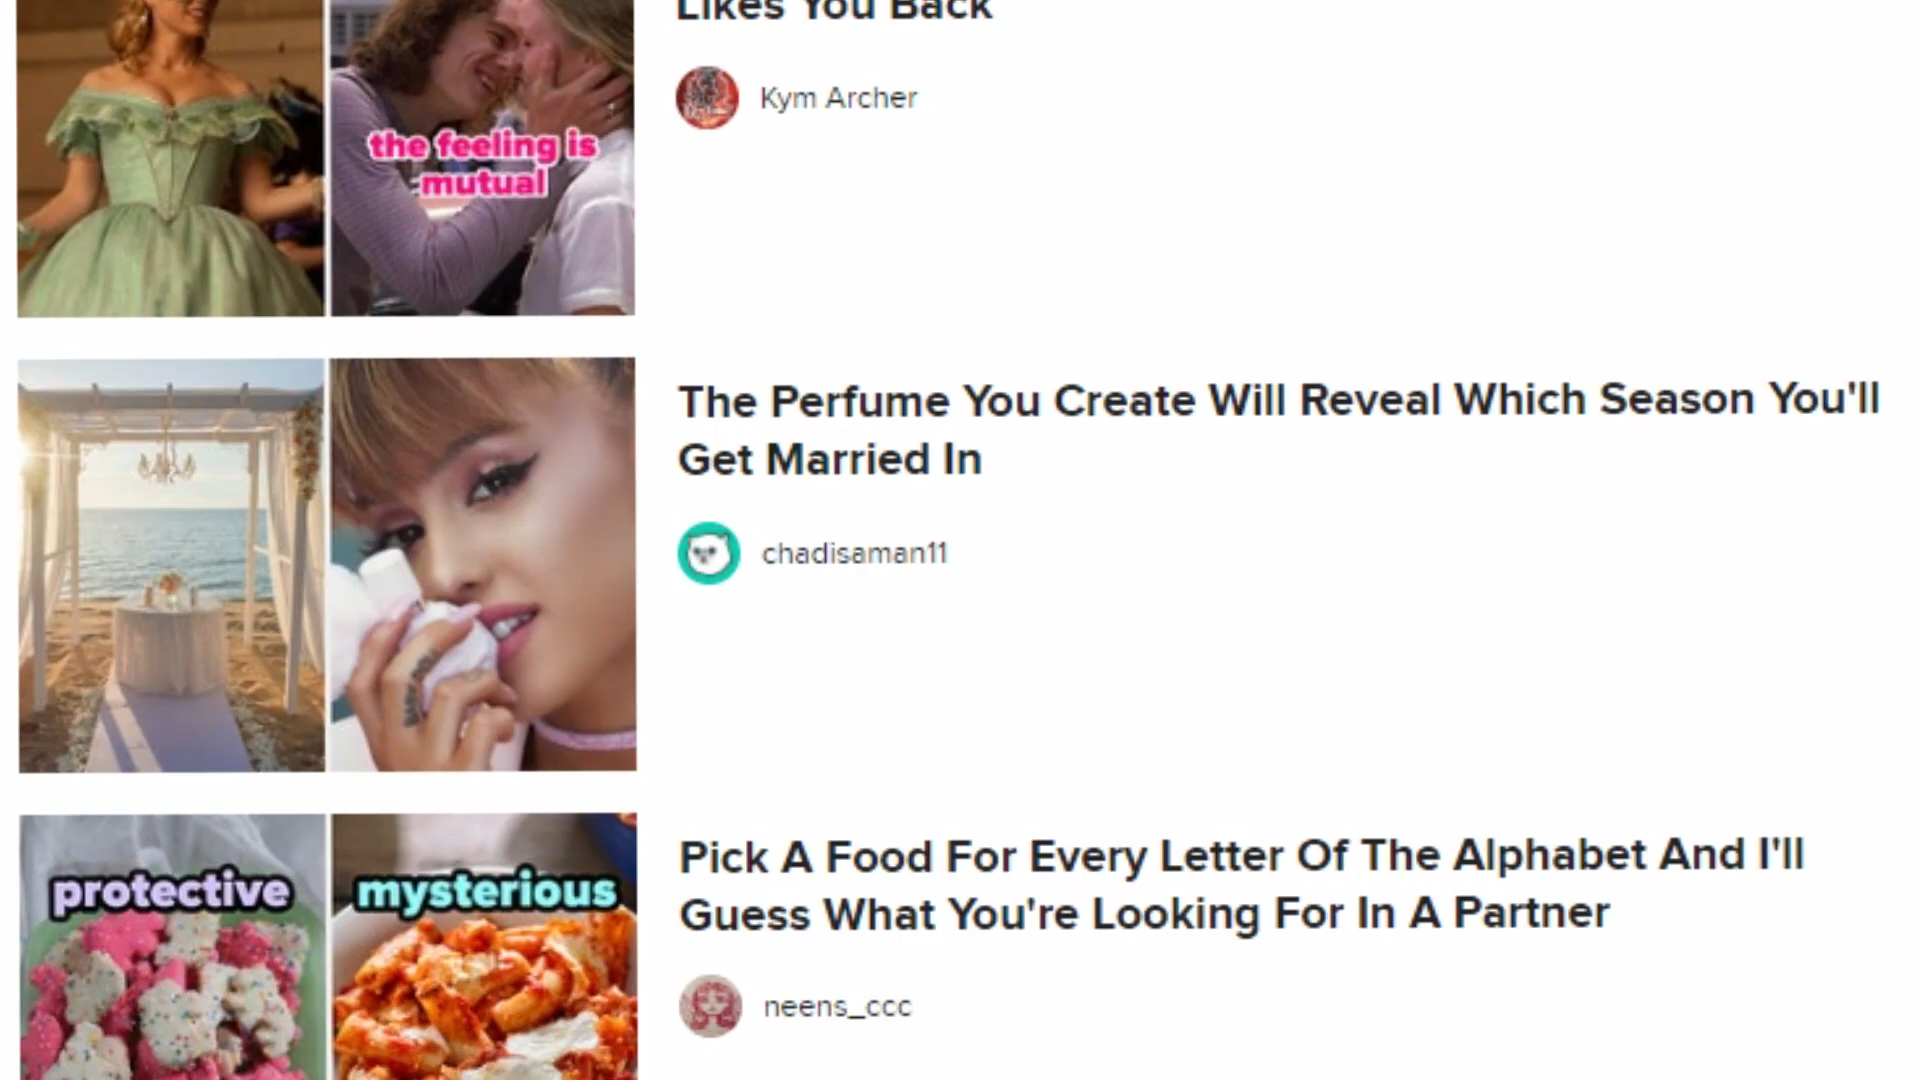 Likes You Back
the feeling is
mutual
Kym Archer
The Perfume You Create Will Reveal Which Season You'll
Get Married In
chadisaman11
protective
mysterious
Pick A Food For Every Letter Of The Alphabet And I'll
Guess What You're Looking For In A Partner
neens_ccc